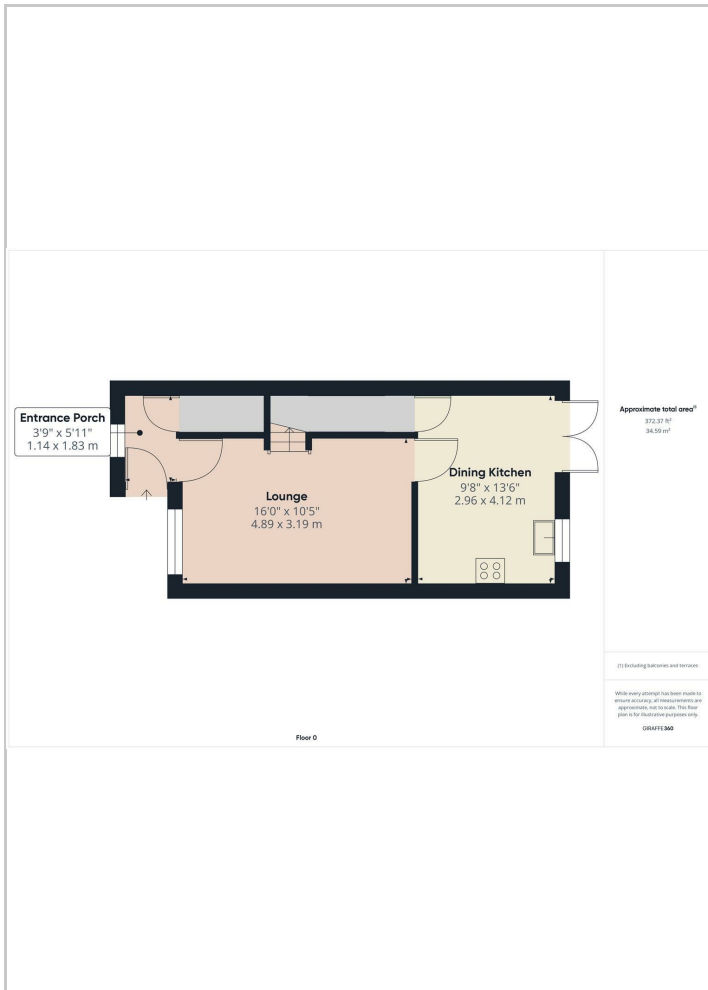 Entrance Porch
3'9" x 5'11"
1.14 x 1.83 m
Lounge
16'0" x 10'5"
4.89 x 3.19 m
Dining Kitchen
9'8" x 13'6"
2.96 x 4.12 m
Floor 0
Approximate total area⁽¹⁾
372.37 ft²
34.59 m²
(1) Excluding balconies and terraces
While every attempt has been made to
ensure accuracy, all measurements are
approximate, not to scale. This floor
plan is for illustrative purposes only.
GIRAFFE360